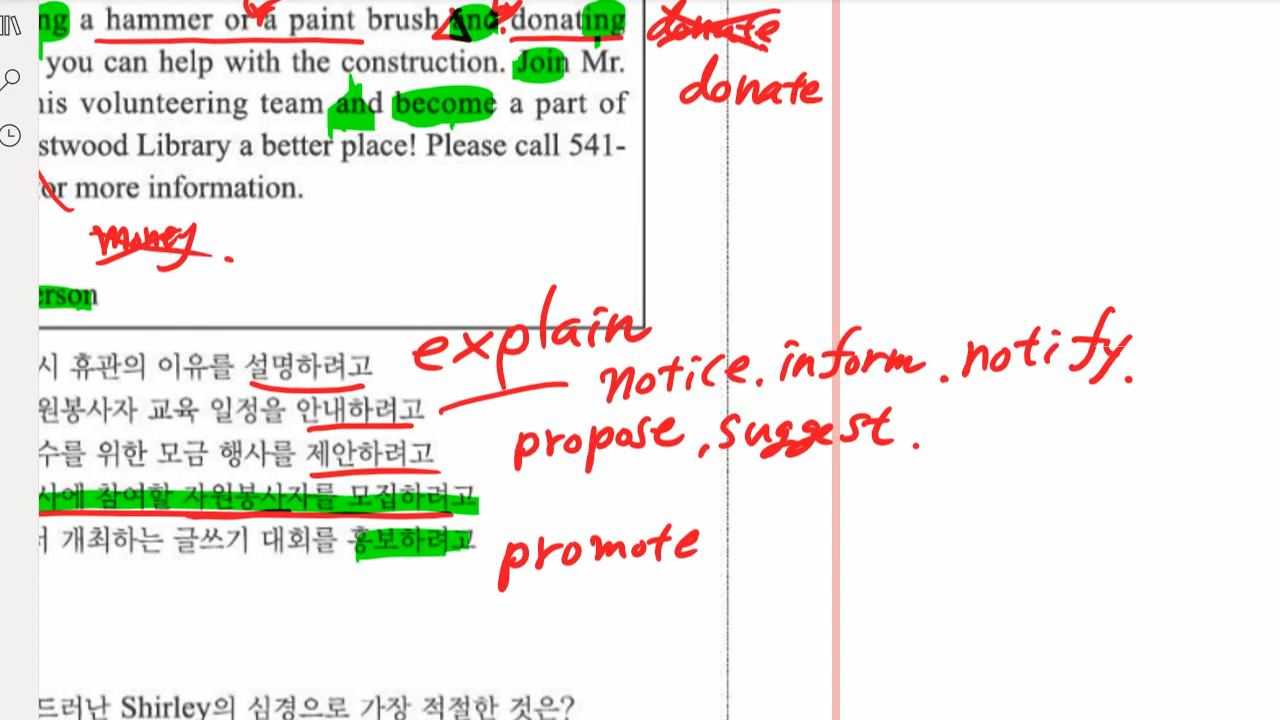 ng a hammer or a paint brush and donating
donate
you can help with the construction. Join Mr.
donate
his volunteering team and become a part of
stwood Library a better place! Please call 541-
or more information.
money.
erson
explain
시 휴관의 이유를 설명하려고
notice. inform. notify.
원봉사자 교육 일정을 안내하려고
propose, suggest.
수를 위한 모금 행사를 제안하려고
사에 참여할 자원봉사자를 모집하려고
서 개최하는 글쓰기 대회를 홍보하려고
promote
드러난 Shirley의 심경으로 가장 적절한 것은?